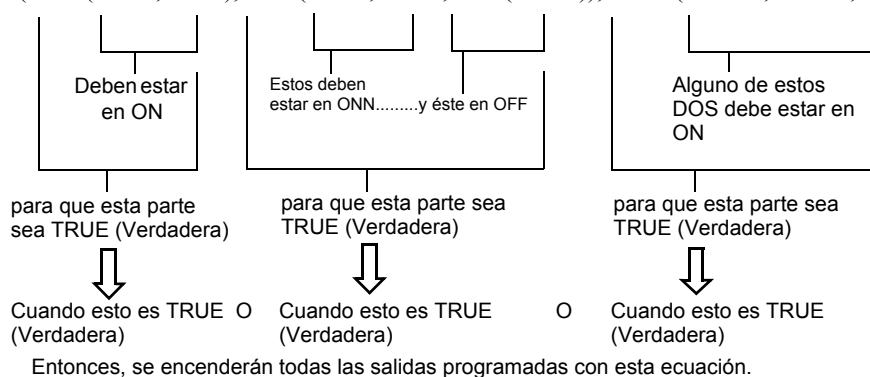 Deben estar
en ON
Estos deben
estar en ONN.........y éste en OFF
Alguno de estos
DOS debe estar en
ON
para que esta parte
sea TRUE (Verdadera)
para que esta parte sea
TRUE (Verdadera)
para que esta parte sea
TRUE (Verdadera)
Cuando esto es TRUE O Cuando esto es TRUE O Cuando esto es TRUE
(Verdadera) (Verdadera) (Verdadera)
Entonces, se encenderán todas las salidas programadas con esta ecuación.